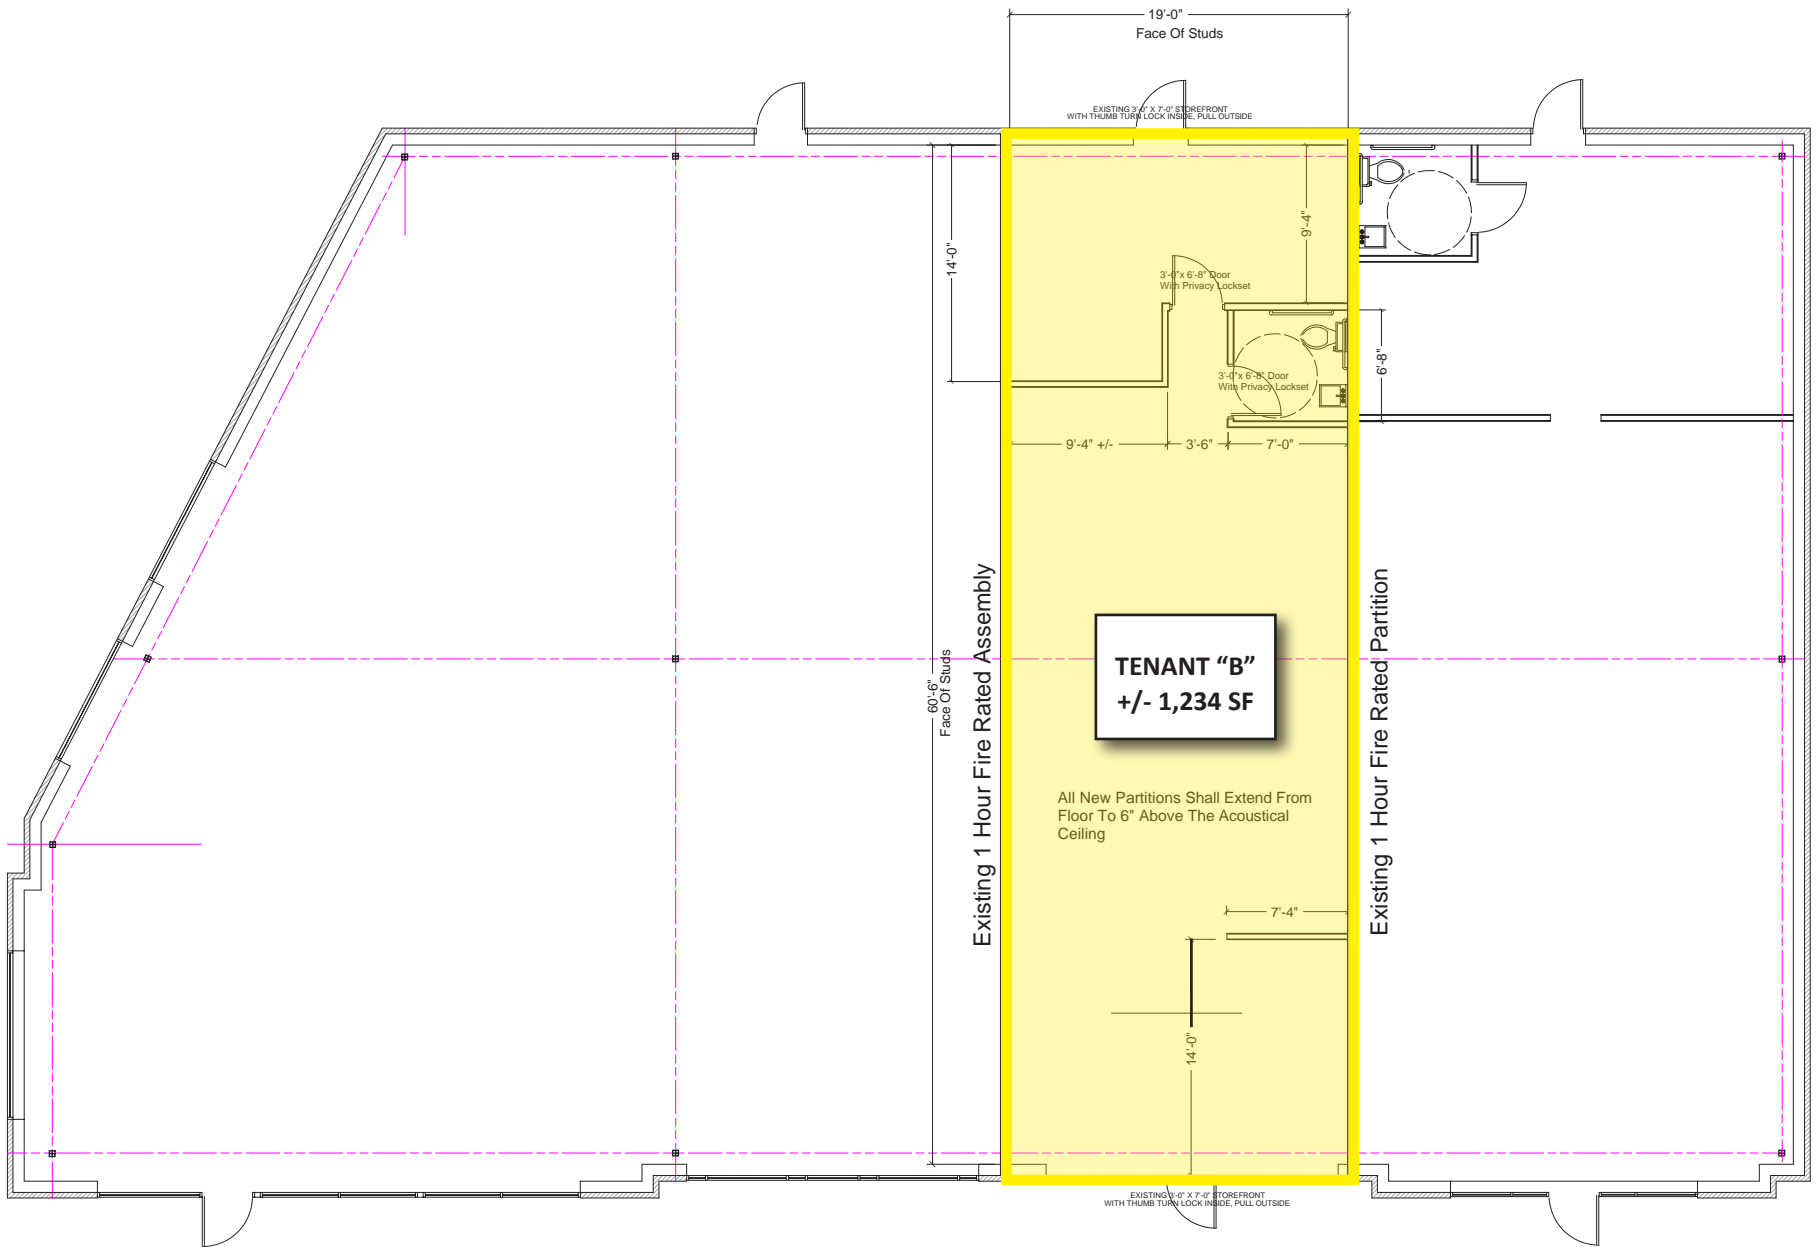 19'-0"
Face Of Studs
EXISTING 3'-0" X 7'-0" STOREFRONT
WITH THUMB TURN LOCK INSIDE, PULL OUTSIDE
14'-0"
9'-4"
3'-0"x 6'-8" Door
With Privacy Lockset
6'-8"
3'-0"x 6'-8" Door
With Privacy Lockset
9'-4" +/-
3'-6"
7'-0"
60'-6"
Face Of Studs
Existing 1 Hour Fire Rated Assembly
TENANT “B”
+/- 1,234 SF
Existing 1 Hour Fire Rated Partition
All New Partitions Shall Extend From
Floor To 6" Above The Acoustical
Ceiling
7'-4"
14'-0"
EXISTING 3'-0" X 7'-0" STOREFRONT
WITH THUMB TURN LOCK INSIDE, PULL OUTSIDE